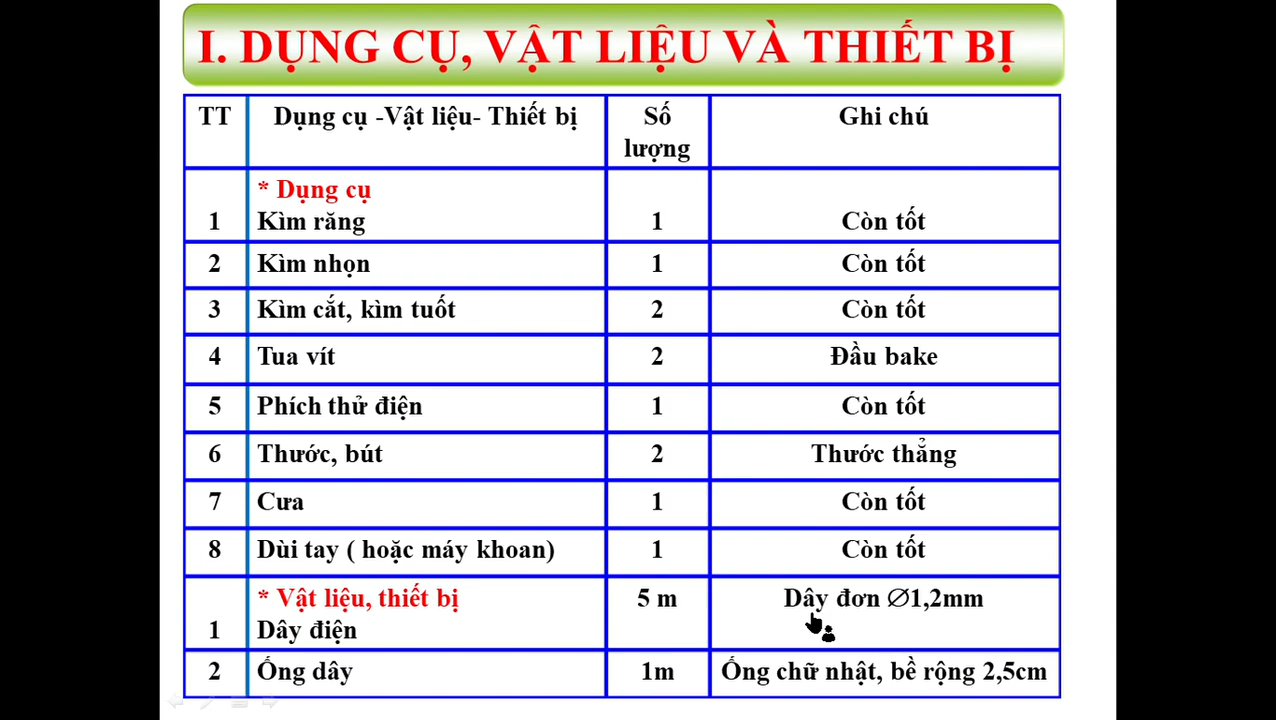 I. DỤNG CỤ, VẬT LIỆU VÀ THIẾT BỊ
TT Dụng cụ -Vật liệu- Thiết bị Số lượng Ghi chú
* Dụng cụ
1 Kìm răng 1 Còn tốt
2 Kìm nhọn 1 Còn tốt
3 Kìm cắt, kìm tuốt 2 Còn tốt
4 Tua vít 2 Đầu bake
5 Phích thử điện 1 Còn tốt
6 Thước, bút 2 Thước thẳng
7 Cưa 1 Còn tốt
8 Dùi tay ( hoặc máy khoan) 1 Còn tốt
* Vật liệu, thiết bị 5 m Dây đơn ∅1,2mm
1 Dây điện
2 Ống dây 1m Ống chữ nhật, bề rộng 2,5cm